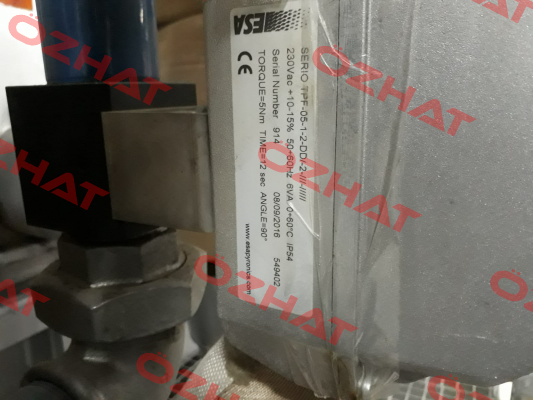 ESA
SERIO TPF-05-1-2-DDI-2-///-/////
230Vac +10-15% 50÷60Hz 6VA 0÷60°C IP54
Serial Number 914 08/09/2016 549402
TORQUE=5Nm TIME=12 sec ANGLE=90°
CE www.esapyronics.com
OZHAT
OZHAT
OZHAT
OZHAT
OZHAT
OZHAT
OZHAT
OZHAT